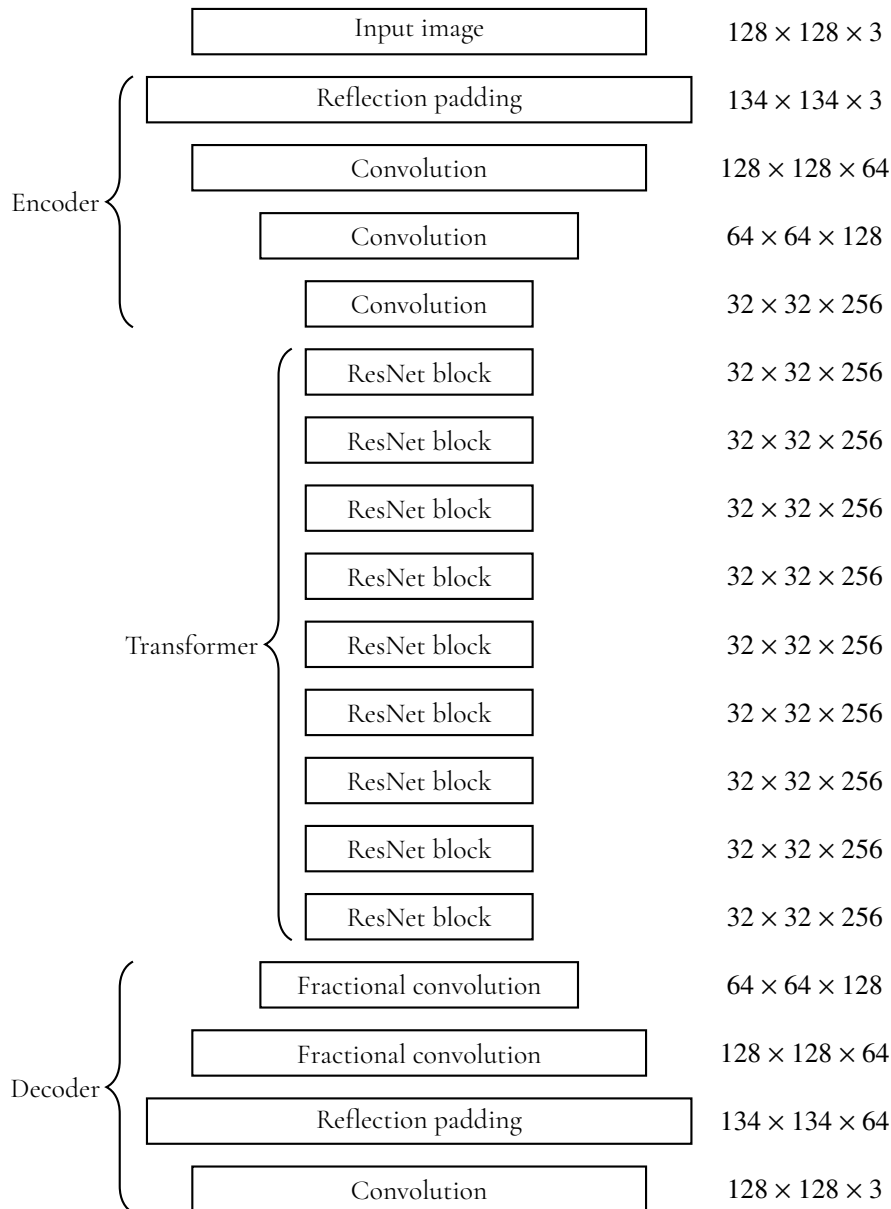 Input image 128 × 128 × 3
Reflection padding 134 × 134 × 3
Convolution 128 × 128 × 64
Encoder
Convolution 64 × 64 × 128
Convolution 32 × 32 × 256
ResNet block 32 × 32 × 256
ResNet block 32 × 32 × 256
ResNet block 32 × 32 × 256
ResNet block 32 × 32 × 256
Transformer ResNet block 32 × 32 × 256
ResNet block 32 × 32 × 256
ResNet block 32 × 32 × 256
ResNet block 32 × 32 × 256
ResNet block 32 × 32 × 256
Fractional convolution 64 × 64 × 128
Fractional convolution 128 × 128 × 64
Decoder
Reflection padding 134 × 134 × 64
Convolution 128 × 128 × 3